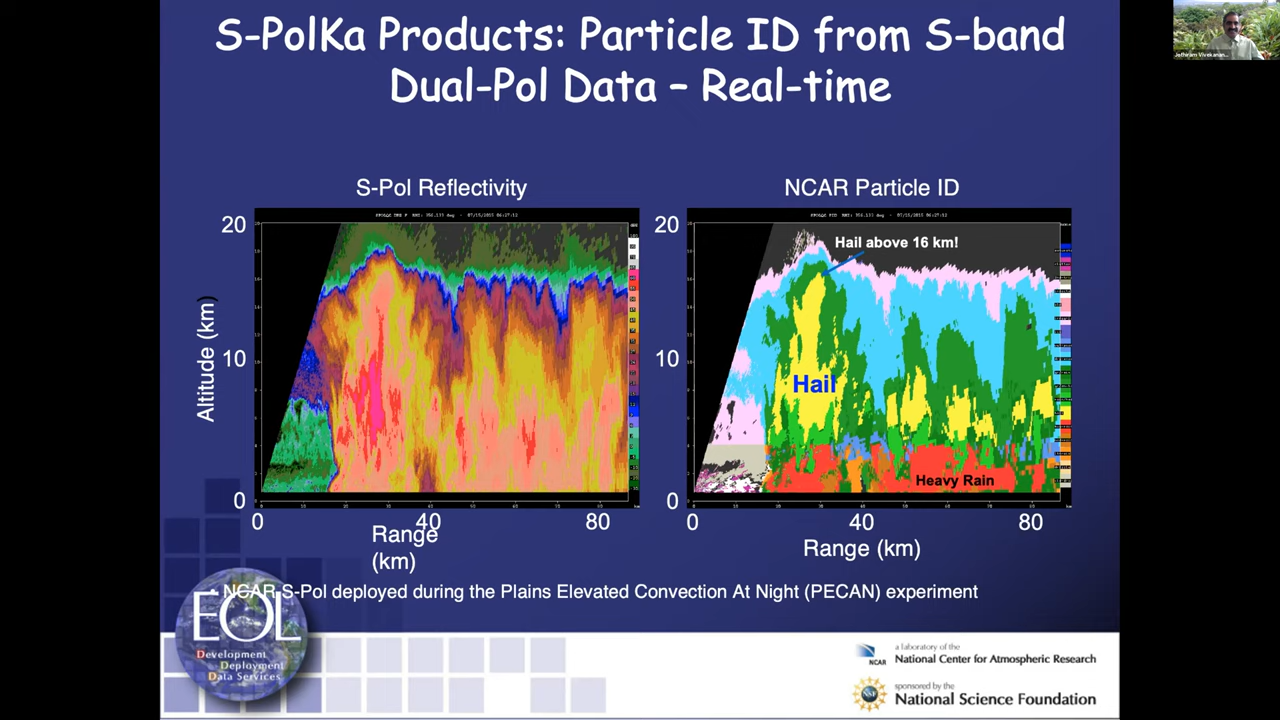 S-PolKa Products: Particle ID from S-band
Dual-Pol Data – Real-time
S-Pol Reflectivity
NCAR Particle ID
20
10
0
Altitude (km)
0
40
80
Range
(km)
20
10
0
Hail above 16 km!
Hail
Heavy Rain
0
40
80
Range (km)
NCAR S-Pol deployed during the Plains Elevated Convection At Night (PECAN) experiment
EOL
Development
Deployment
Data Services
NCAR
a laboratory of the
National Center for Atmospheric Research
NSF
sponsored by the
National Science Foundation